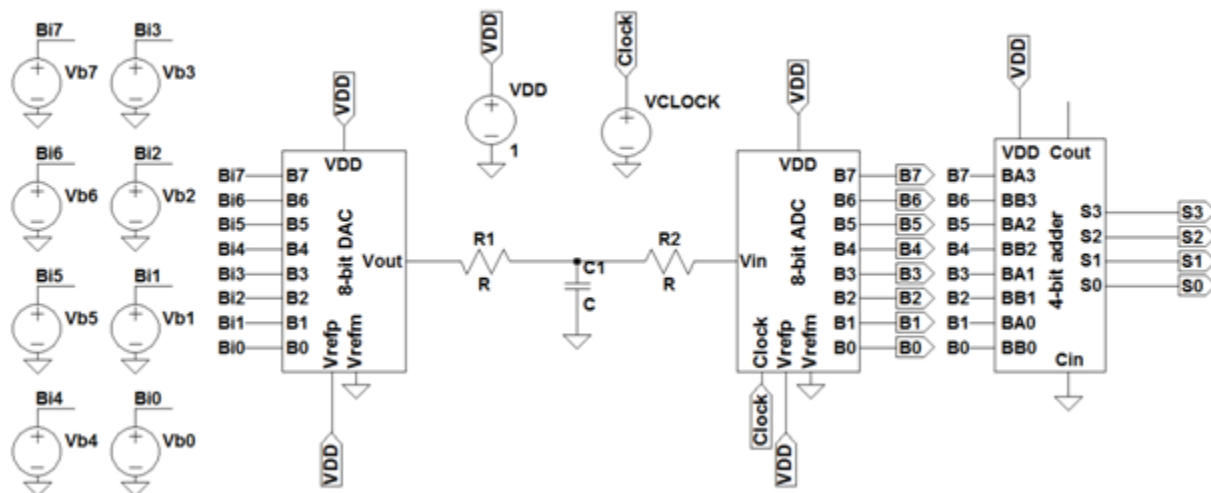 Bi7
Vb7
Bi3
Vb3
Bi6
Vb6
Bi2
Vb2
Bi5
Vb5
Bi1
Vb1
Bi4
Vb4
Bi0
Vb0
VDD
VDD
Bi7 B7
Bi6 B6
Bi5 B5
Bi4 B4
Bi3 B3
Bi2 B2
Bi1 B1
Bi0 B0
8-bit DAC
Vout
Vrefp
Vrefm
VDD
VDD
VDD
1
Clock
VCLOCK
R1
R
C1
C
R2
R
VDD
VDD
Vin
8-bit ADC
B7 B7
B6 B6
B5 B5
B4 B4
B3 B3
B2 B2
B1 B1
B0 B0
Clock
Vrefp
Vrefm
Clock
VDD
VDD
VDD Cout
B7 BA3
B6 BB3
B5 BA2
B4 BB2
B3 BA1
B2 BB1
B1 BA0
B0 BB0
4-bit adder
S3 S3
S2 S2
S1 S1
S0 S0
Cin